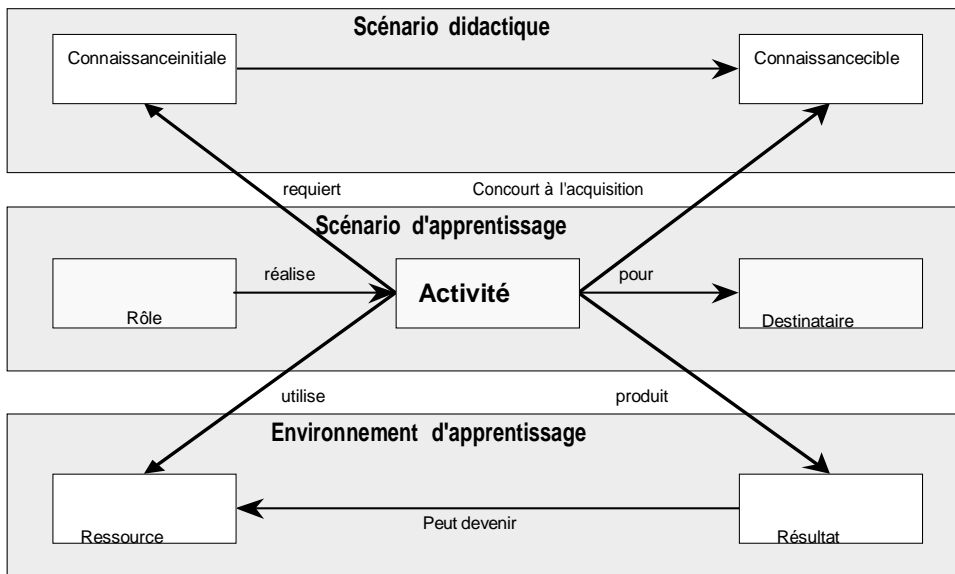 Scénario didactique
Connaissanceinitiale
Connaissancecible
requiert
Concourt à l'acquisition
Scénario d'apprentissage
réalise
pour
Activité
Rôle
Destinataire
utilise
produit
Environnement d'apprentissage
Peut devenir
Ressource
Résultat